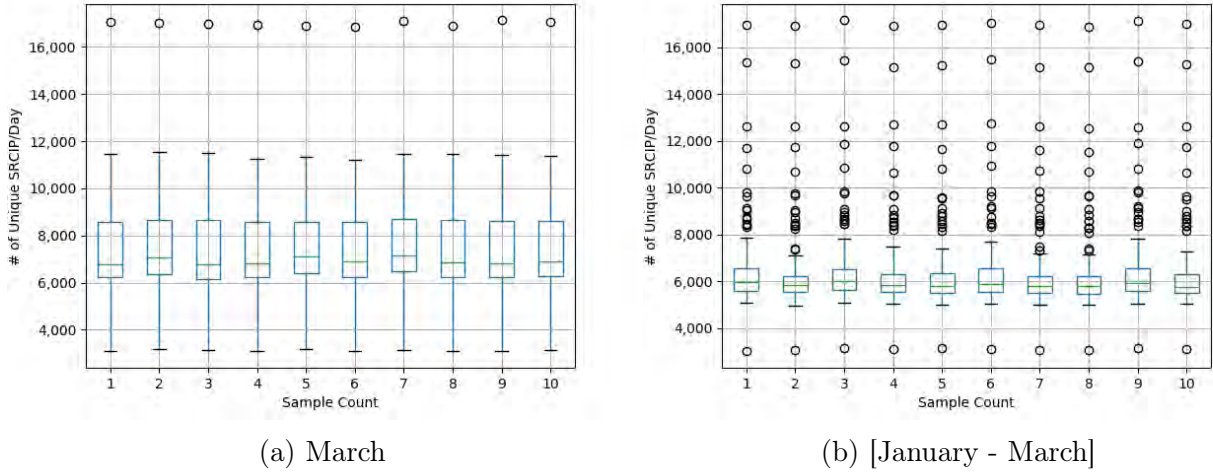 16,000
14,000
12,000
10,000
8,000
6,000
4,000
# of Unique SRCIP/Day
1 2 3 4 5 6 7 8 9 10
Sample Count
(a) March
16,000
14,000
12,000
10,000
8,000
6,000
4,000
# of Unique SRCIP/Day
1 2 3 4 5 6 7 8 9 10
Sample Count
(b) [January - March]